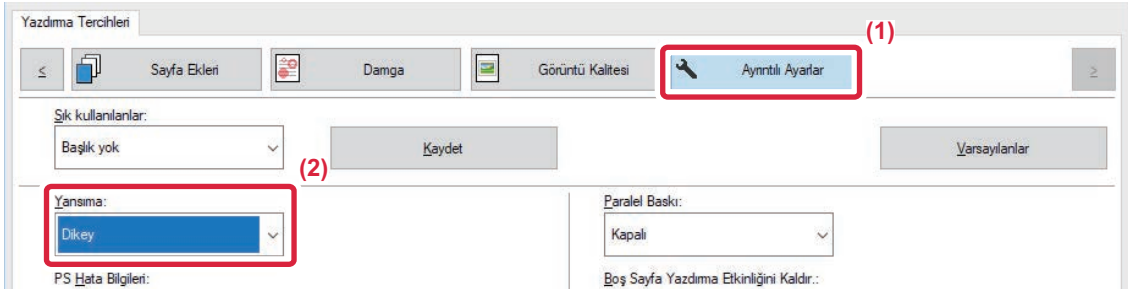 Yazdırma Tercihleri
(1)
<
Sayfa Ekleri
Damga
Görüntü Kalitesi
Ayrıntılı Ayarlar
>
Sık kullanılanlar:
Başlık yok
Kaydet
Varsayılanlar
(2)
Yansıma:
Paralel Baskı:
Dikey
Kapalı
PS Hata Bilgileri:
Boş Sayfa Yazdırma Etkinliğini Kaldır.: